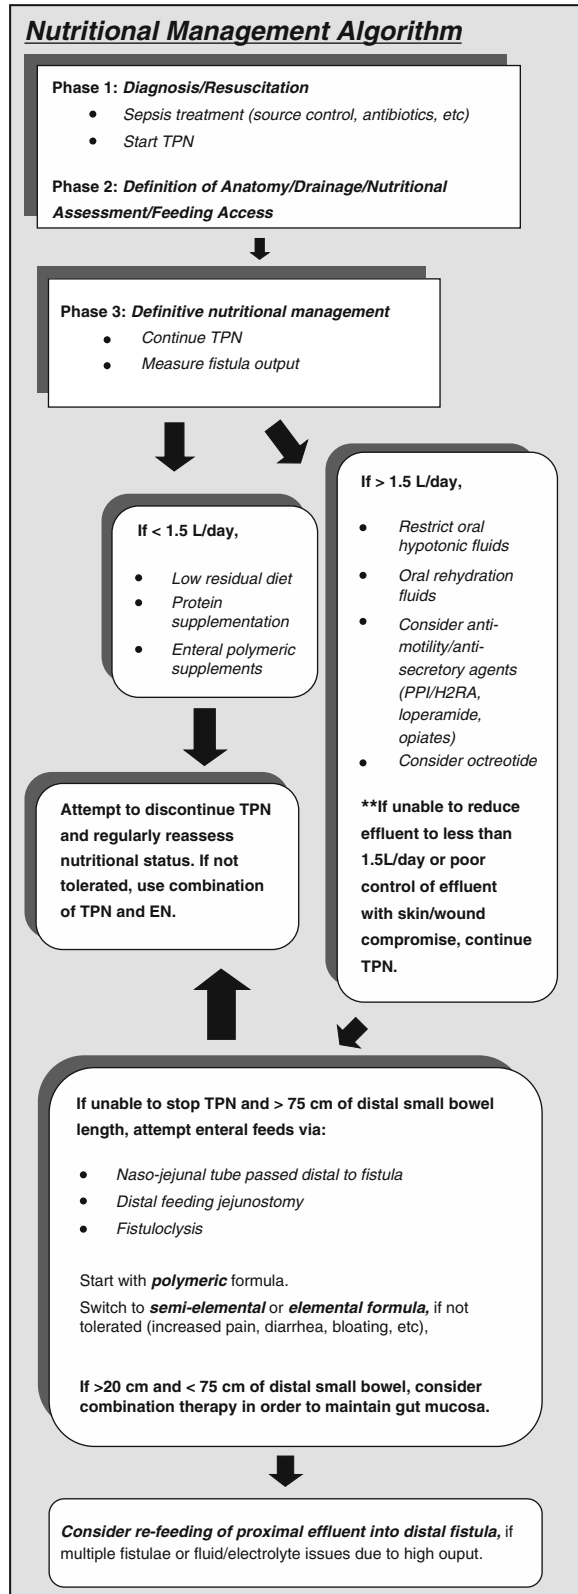 Nutritional Management Algorithm
Phase 1: Diagnosis/Resuscitation
• Sepsis treatment (source control, antibiotics, etc)
• Start TPN
Phase 2: Definition of Anatomy/Drainage/Nutritional
Assessment/Feeding Access
Phase 3: Definitive nutritional management
• Continue TPN
• Measure fistula output
If < 1.5 L/day,
• Low residual diet
• Protein
supplementation
• Enteral polymeric
supplements
If > 1.5 L/day,
• Restrict oral
hypotonic fluids
• Oral rehydration
fluids
• Consider anti-
motility/anti-
secretory agents
(PPI/H2RA,
loperamide,
opiates)
• Consider octreotide
**If unable to reduce
effluent to less than
1.5L/day or poor
control of effluent
with skin/wound
compromise, continue
TPN.
Attempt to discontinue TPN
and regularly reassess
nutritional status. If not
tolerated, use combination
of TPN and EN.
If unable to stop TPN and > 75 cm of distal small bowel
length, attempt enteral feeds via:
• Naso-jejunal tube passed distal to fistula
• Distal feeding jejunostomy
• Fistuloclysis
Start with polymeric formula.
Switch to semi-elemental or elemental formula, if not
tolerated (increased pain, diarrhea, bloating, etc),
If >20 cm and < 75 cm of distal small bowel, consider
combination therapy in order to maintain gut mucosa.
Consider re-feeding of proximal effluent into distal fistula, if
multiple fistulae or fluid/electrolyte issues due to high ouput.